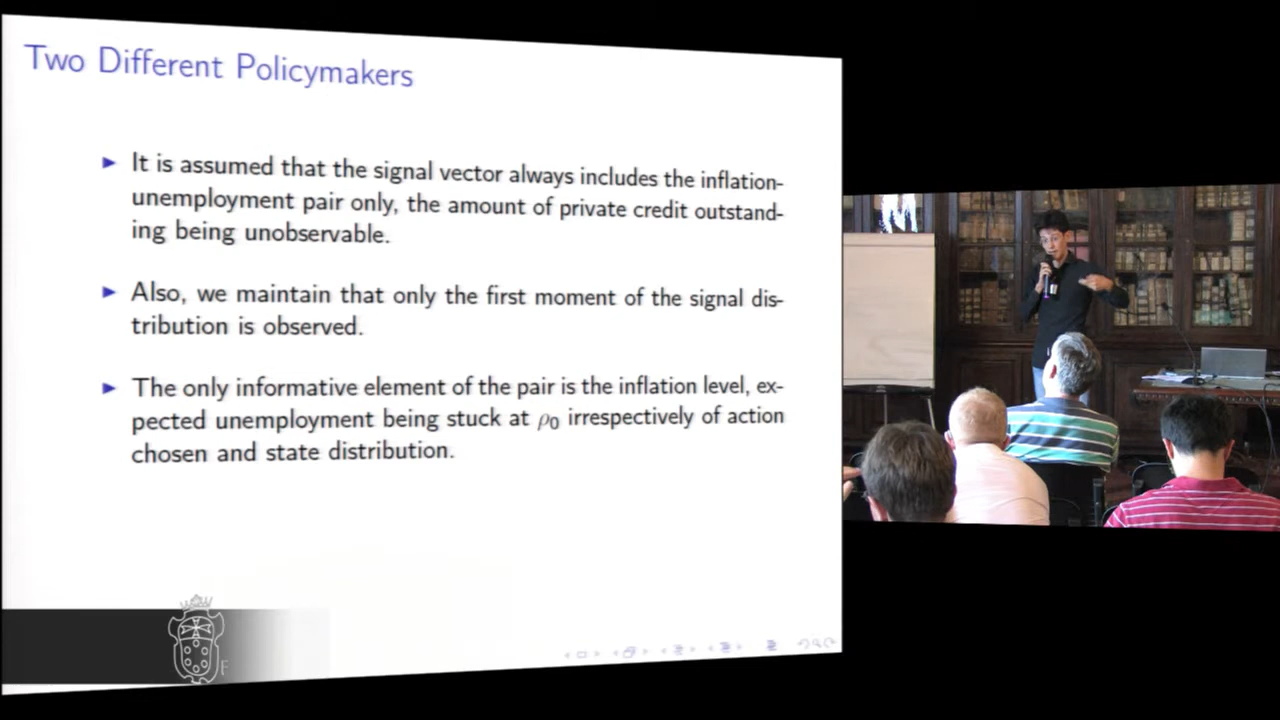 Two Different Policymakers
► It is assumed that the signal vector always includes the inflation-
unemployment pair only, the amount of private credit outstand-
ing being unobservable.
► Also, we maintain that only the first moment of the signal dis-
tribution is observed.
► The only informative element of the pair is the inflation level, ex-
pected unemployment being stuck at ρ0 irrespectively of action
chosen and state distribution.
F